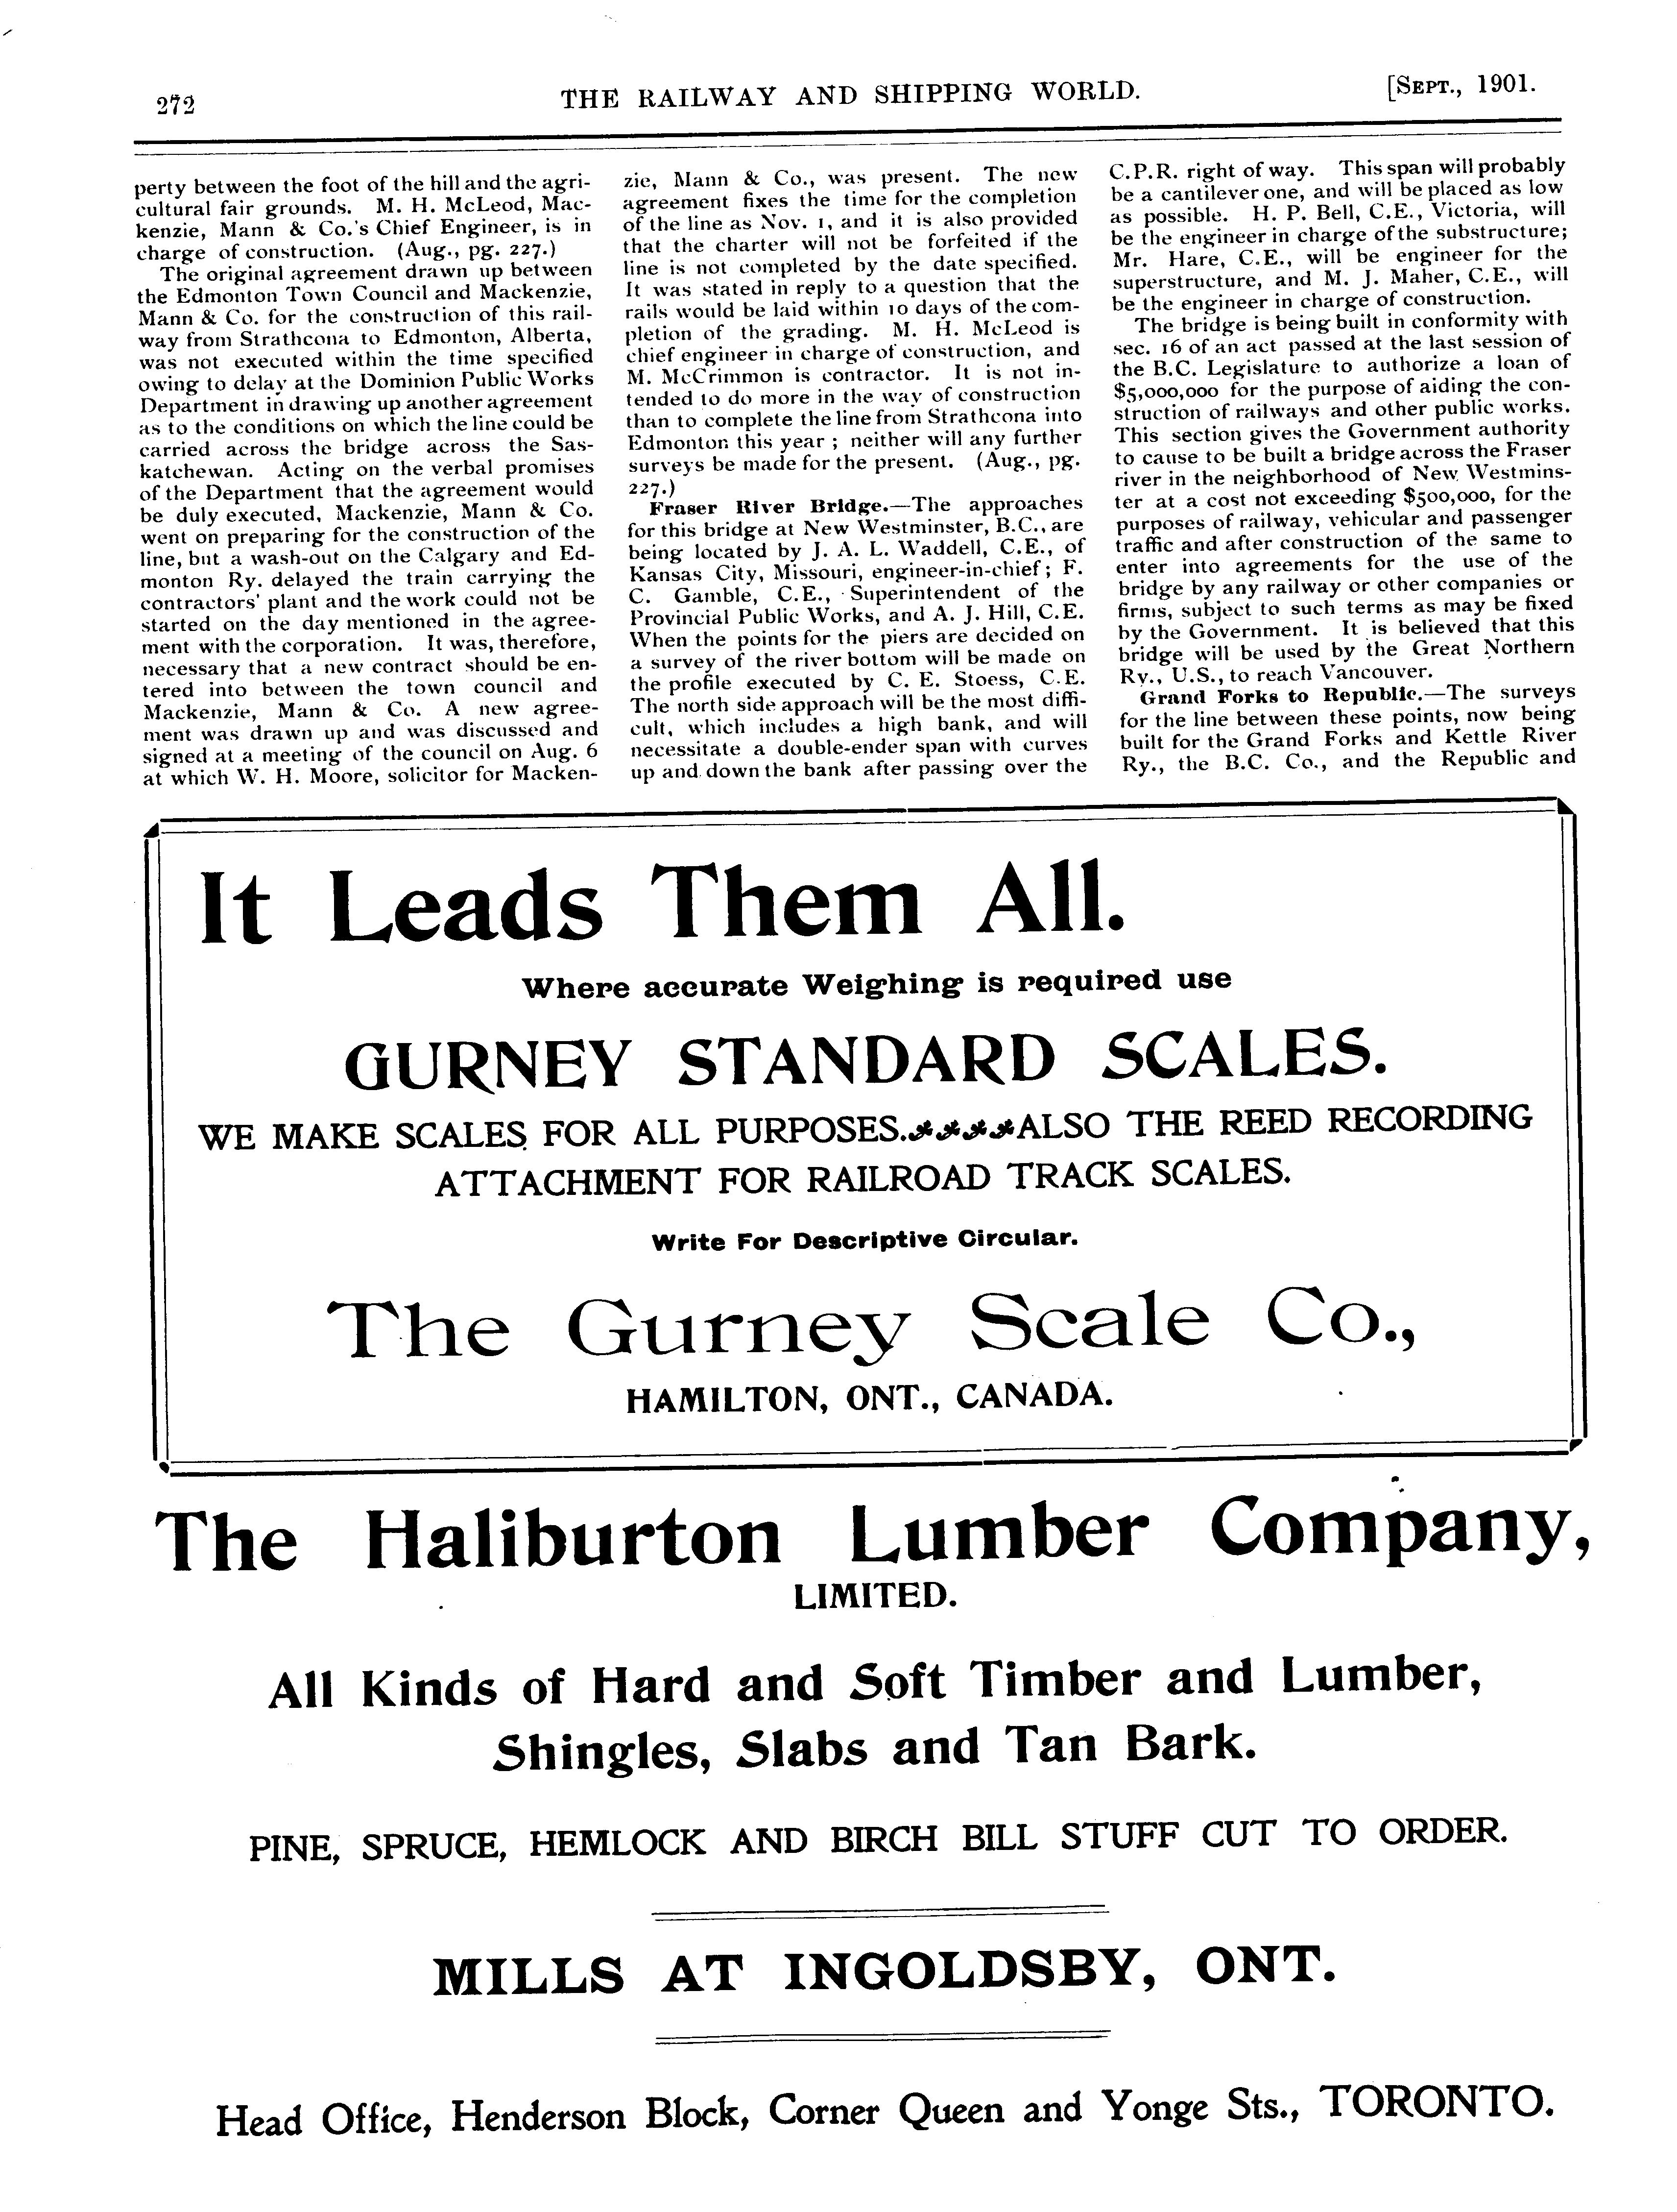 272
THE RAILWAY AND SHIPPING WORLD.
[SEPT., 1901.
perty between the foot of the hill and the agri-
cultural fair grounds. M. H. McLeod, Mac-
kenzie, Mann & Co.'s Chief Engineer, is in
charge of construction. (Aug., pg. 227.)
The original agreement drawn up between
the Edmonton Town Council and Mackenzie,
Mann & Co. for the construction of this rail-
way from Strathcona to Edmonton, Alberta,
was not executed within the time specified
owing to delay at the Dominion Public Works
Department in drawing up another agreement
as to the conditions on which the line could be
carried across the bridge across the Sas-
katchewan. Acting on the verbal promises
of the Department that the agreement would
be duly executed, Mackenzie, Mann & Co.
went on preparing for the construction of the
line, but a wash-out on the Calgary and Ed-
monton Ry. delayed the train carrying the
contractors' plant and the work could not be
started on the day mentioned in the agree-
ment with the corporation. It was, therefore,
necessary that a new contract should be en-
tered into between the town council and
Mackenzie, Mann & Co. A new agree-
ment was drawn up and was discussed and
signed at a meeting of the council on Aug. 6
at which W. H. Moore, solicitor for Macken-
zie, Mann & Co., was present. The new
agreement fixes the time for the completion
of the line as Nov. 1, and it is also provided
that the charter will not be forfeited if the
line is not completed by the date specified.
It was stated in reply to a question that the
rails would be laid within 10 days of the com-
pletion of the grading. M. H. McLeod is
chief engineer in charge of construction, and
M. McCrimmon is contractor. It is not in-
tended to do more in the way of construction
than to complete the line from Strathcona into
Edmonton this year ; neither will any further
surveys be made for the present. (Aug., pg.
227.)
Fraser River Bridge.—The approaches
for this bridge at New Westminster, B.C., are
being located by J. A. L. Waddell, C.E., of
Kansas City, Missouri, engineer-in-chief ; F.
C. Gamble, C.E., Superintendent of the
Provincial Public Works, and A. J. Hill, C.E.
When the points for the piers are decided on
a survey of the river bottom will be made on
the profile executed by C. E. Stoess, C.E.
The north side approach will be the most diffi-
cult, which includes a high bank, and will
necessitate a double-ender span with curves
up and down the bank after passing over the
C.P.R. right of way. This span will probably
be a cantilever one, and will be placed as low
as possible. H. P. Bell, C.E., Victoria, will
be the engineer in charge of the substructure;
Mr. Hare, C.E., will be engineer for the
superstructure, and M. J. Maher, C.E., will
be the engineer in charge of construction.
The bridge is being built in conformity with
sec. 16 of an act passed at the last session of
the B.C. Legislature to authorize a loan of
$5,000,000 for the purpose of aiding the con-
struction of railways and other public works.
This section gives the Government authority
to cause to be built a bridge across the Fraser
river in the neighborhood of New Westmins-
ter at a cost not exceeding $500,000, for the
purposes of railway, vehicular and passenger
traffic and after construction of the same to
enter into agreements for the use of the
bridge by any railway or other companies or
firms, subject to such terms as may be fixed
by the Government. It is believed that this
bridge will be used by the Great Northern
Ry., U.S., to reach Vancouver.
Grand Forks to Republic.—The surveys
for the line between these points, now being
built for the Grand Forks and Kettle River
Ry., the B.C. Co., and the Republic and
It Leads Them All.
Where accurate Weighing is required use
GURNEY STANDARD SCALES.
WE MAKE SCALES FOR ALL PURPOSES. ALSO THE REED RECORDING
ATTACHMENT FOR RAILROAD TRACK SCALES.
Write For Descriptive Circular.
The Gurney Scale Co.,
HAMILTON, ONT., CANADA.
The Haliburton Lumber Company,
LIMITED.
All Kinds of Hard and Soft Timber and Lumber,
Shingles, Slabs and Tan Bark.
PINE, SPRUCE, HEMLOCK AND BIRCH BILL STUFF CUT TO ORDER.
MILLS AT INGOLDSBY, ONT.
Head Office, Henderson Block, Corner Queen and Yonge Sts., TORONTO.